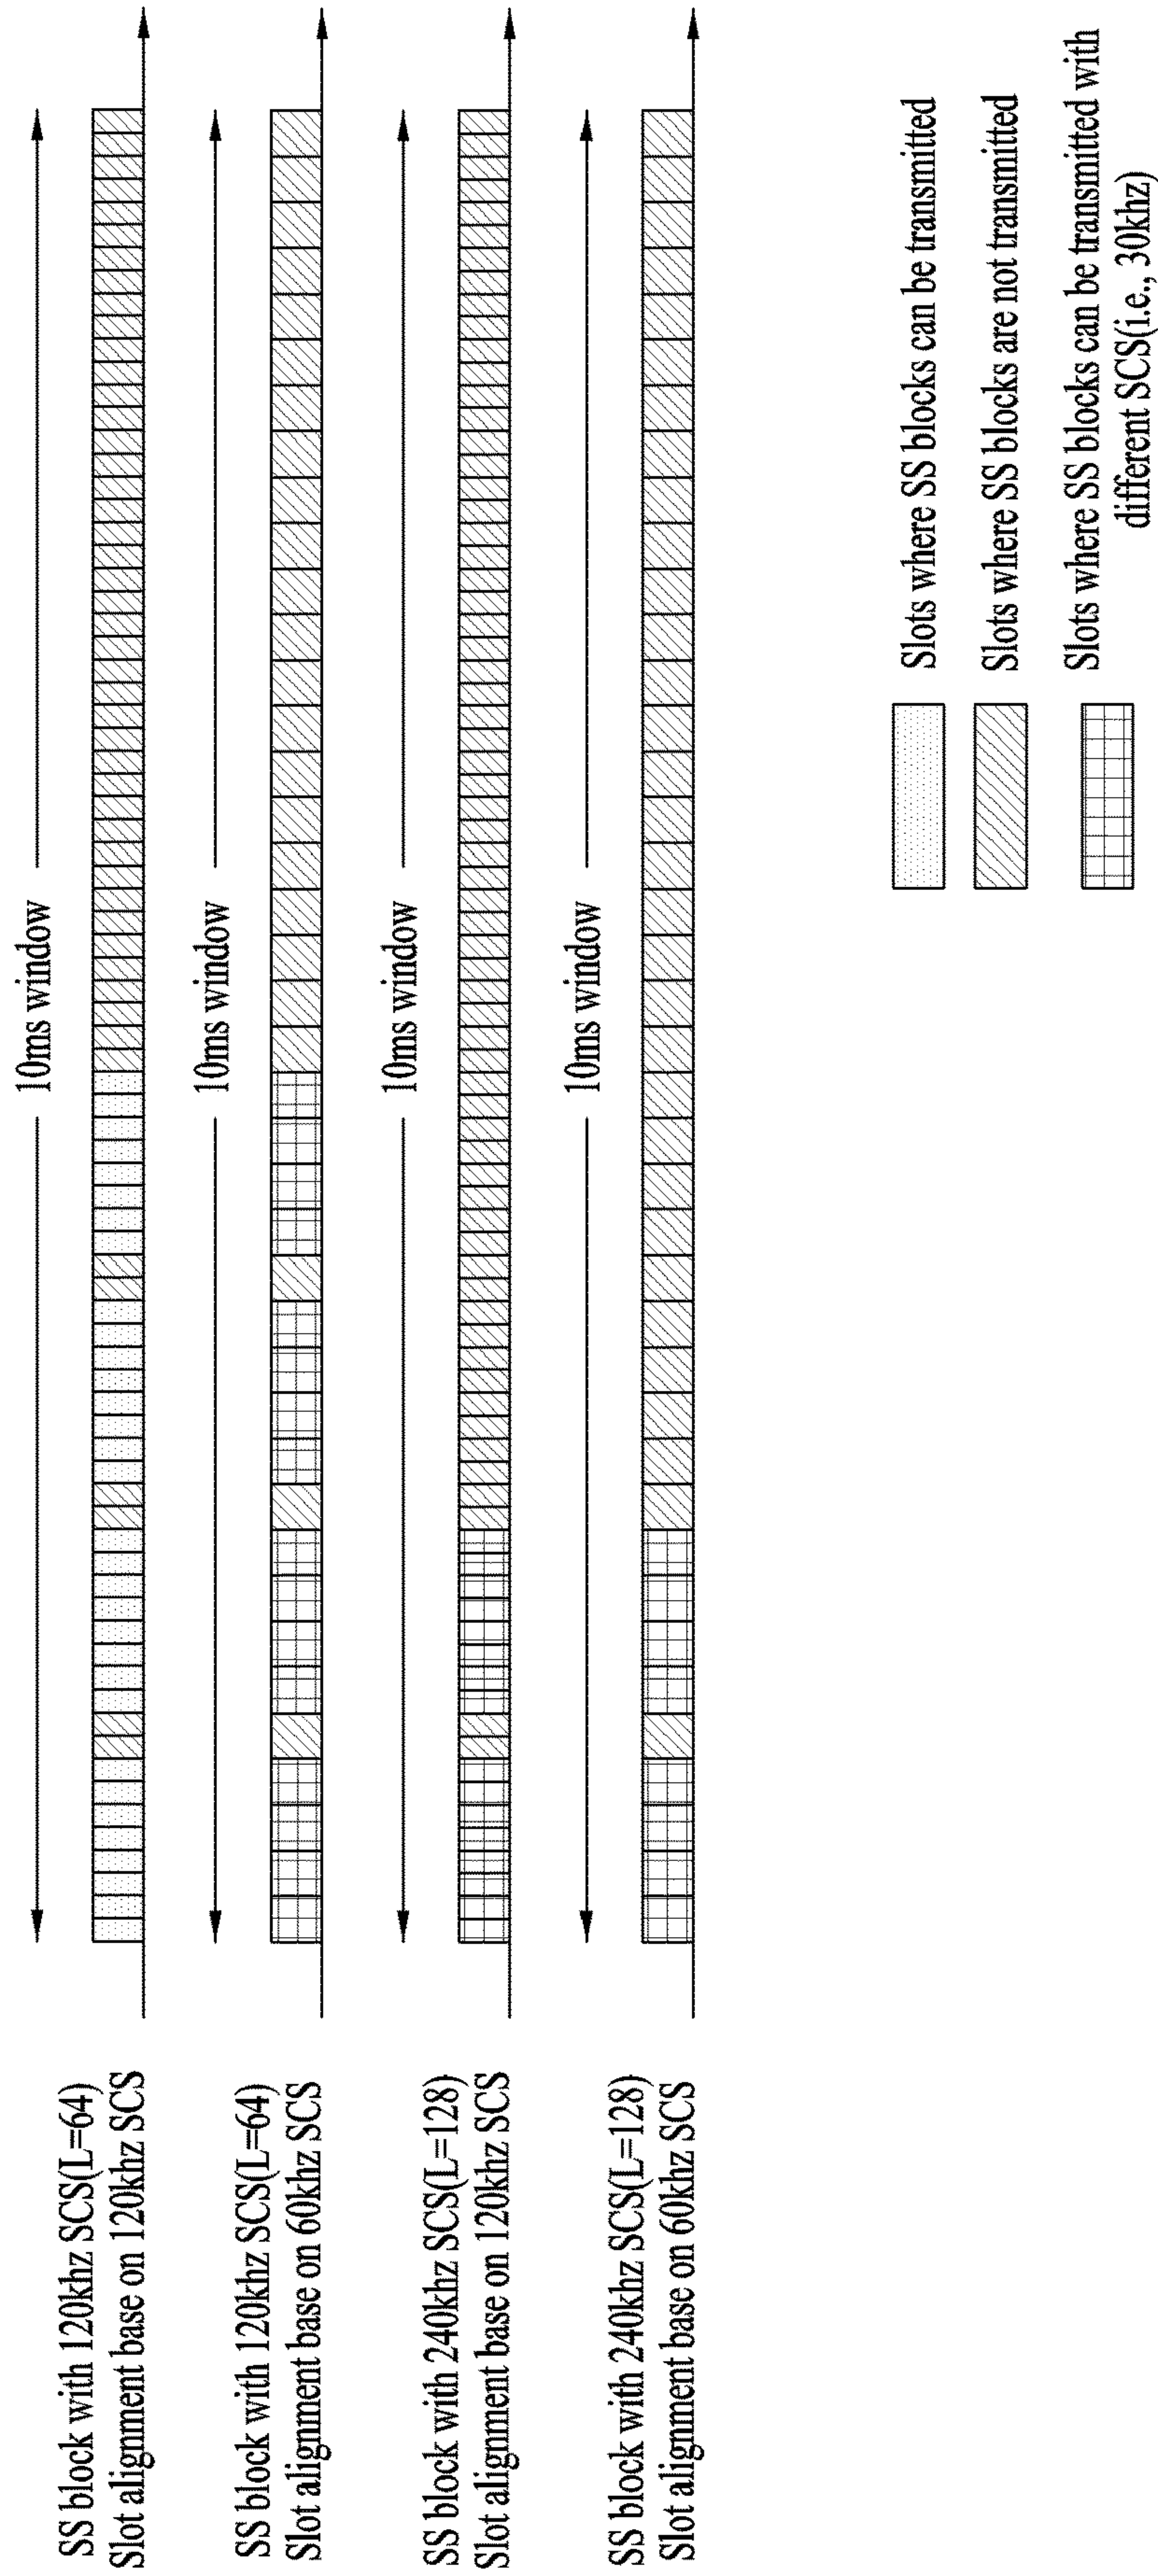 SS block with 120khz SCS(L=64)
Slot alignment base on 120khz SCS
10ms window
SS block with 120khz SCS(L=64)
Slot alignment base on 60khz SCS
10ms window
SS block with 240khz SCS(L=128)
Slot alignment base on 120khz SCS
10ms window
SS block with 240khz SCS(L=128)
Slot alignment base on 60khz SCS
10ms window
Slots where SS blocks can be transmitted
Slots where SS blocks are not transmitted
Slots where SS blocks can be transmitted with
different SCS(i.e., 30khz)